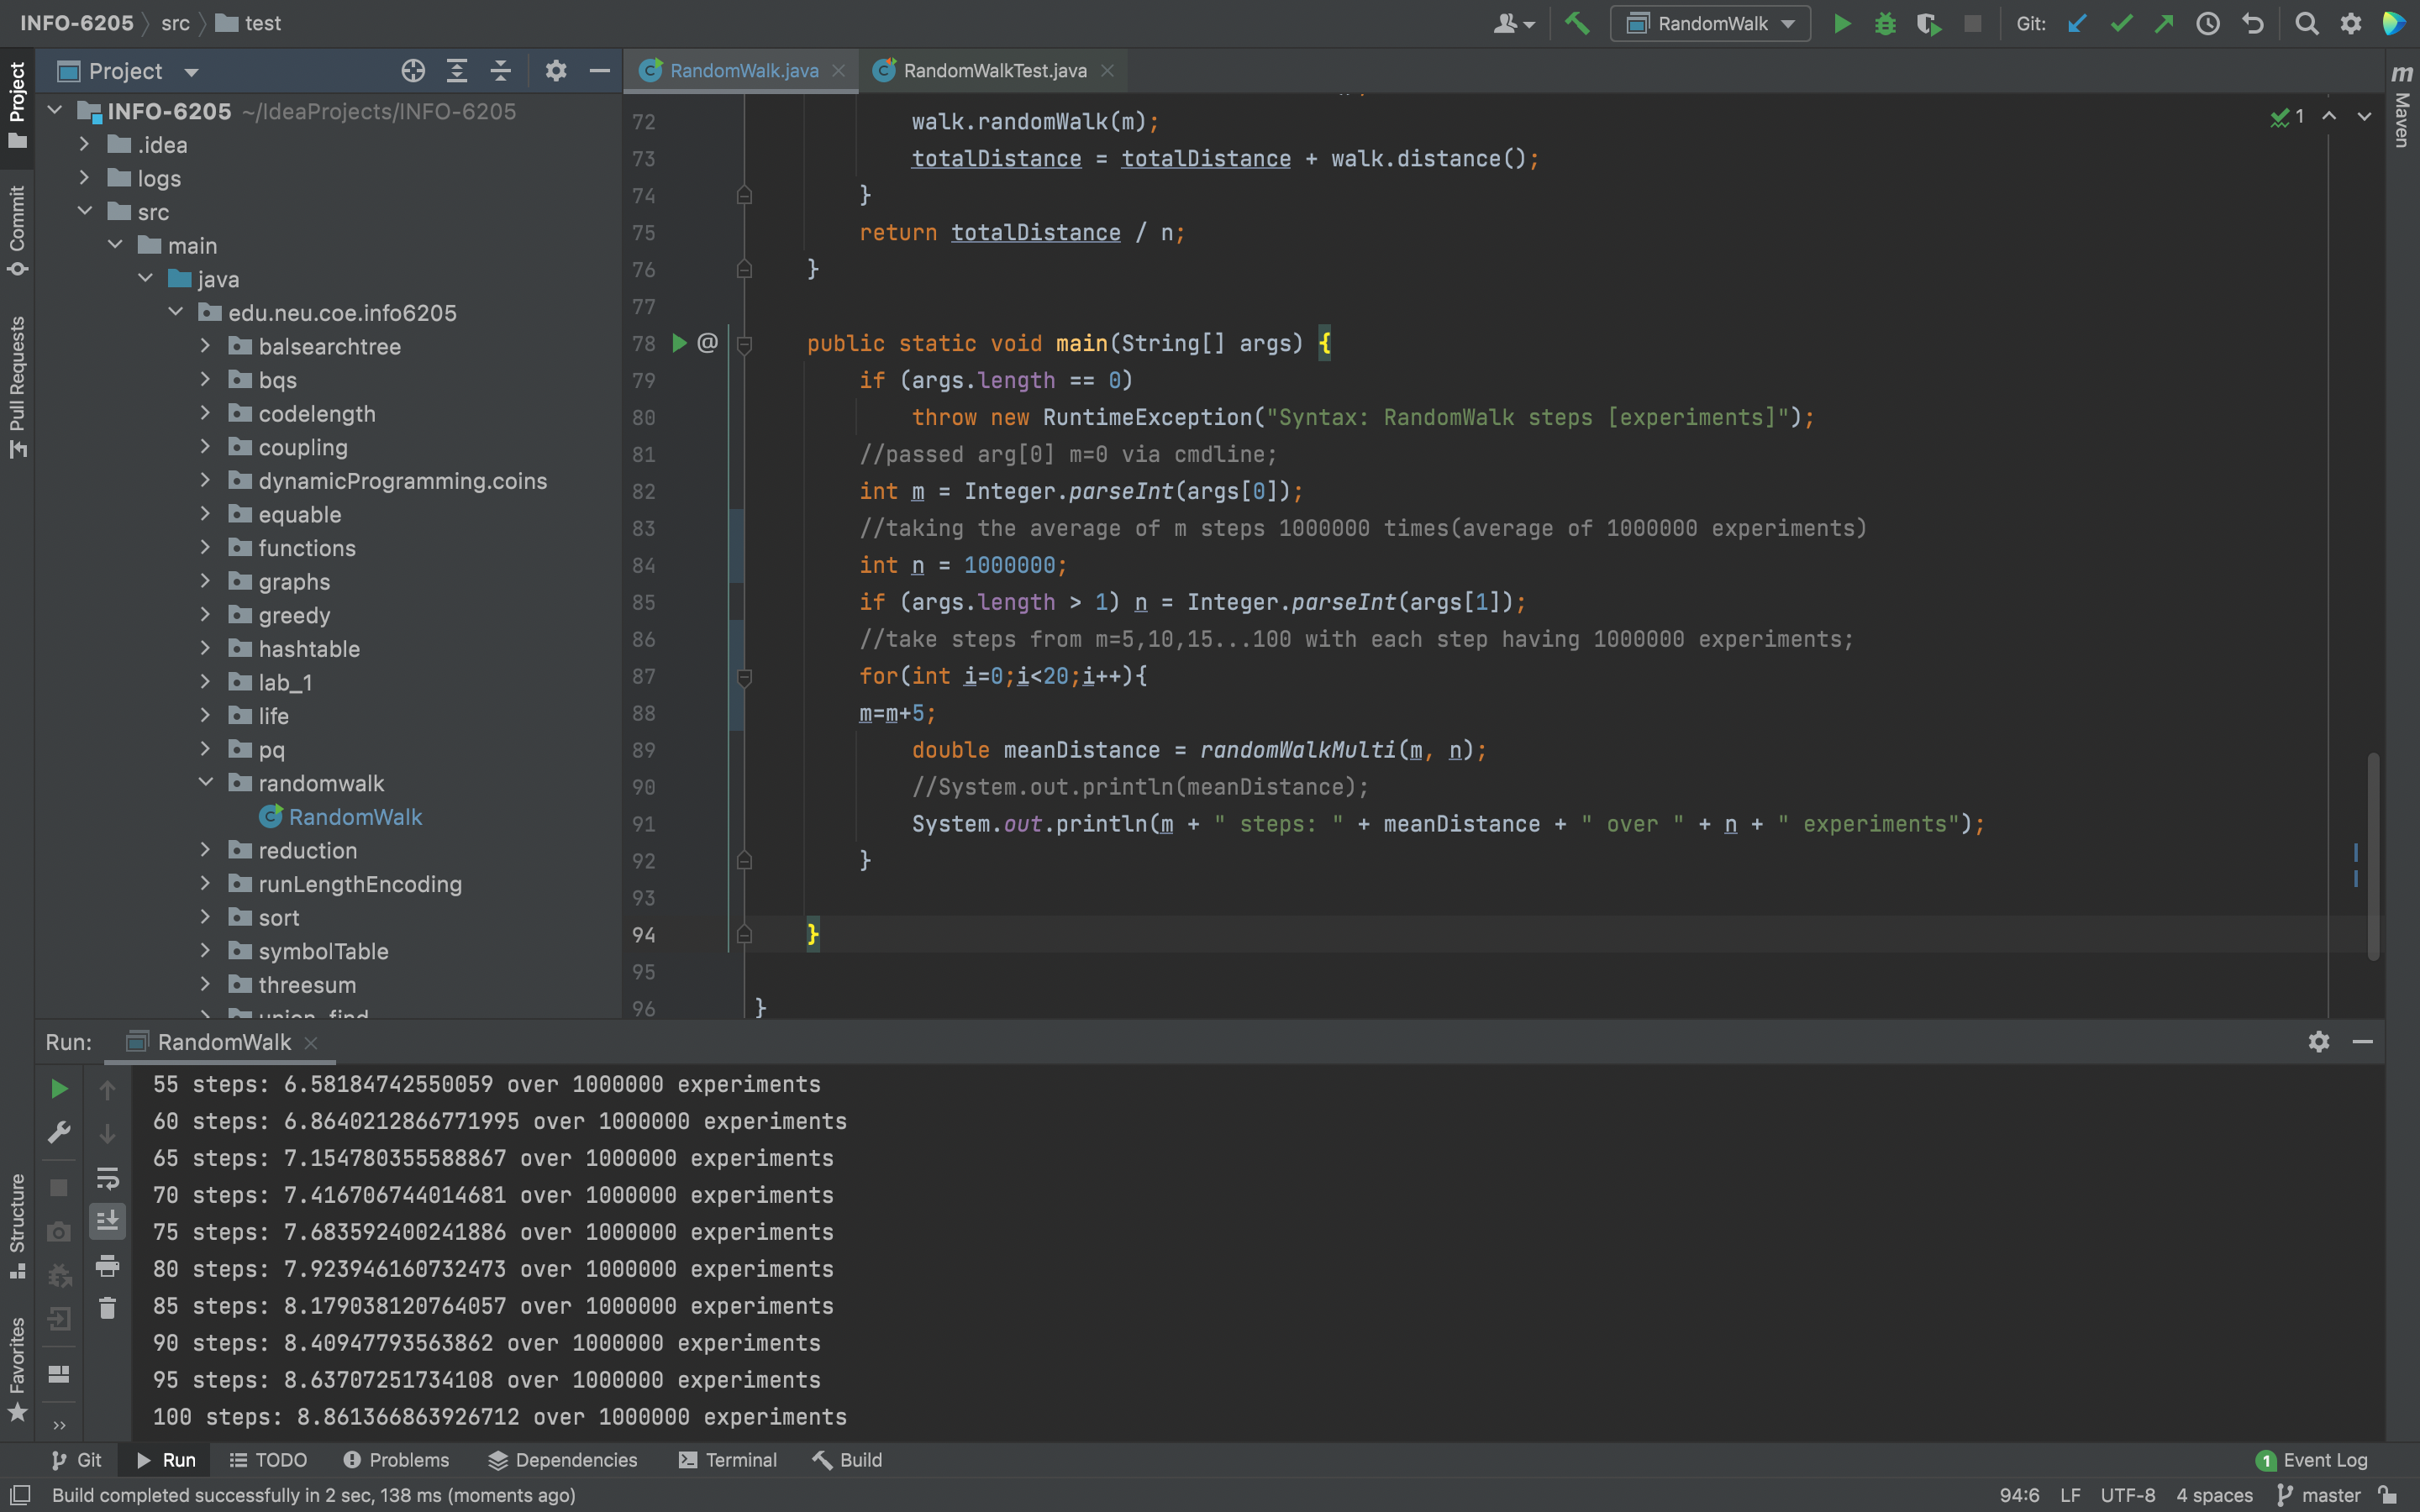 INFO-6205 src test
RandomWalk Git:
Project
RandomWalk.java RandomWalkTest.java
Project
Commit
Pull Requests
Structure
Favorites
m
Maven
INFO-6205 ~/IdeaProjects/INFO-6205
.idea
logs
src
main
java
edu.neu.coe.info6205
balsearchtree
bqs
codelength
coupling
dynamicProgramming.coins
equable
functions
graphs
greedy
hashtable
lab_1
life
pq
randomwalk
RandomWalk
reduction
runLengthEncoding
sort
symbolTable
threesum
union_find
1
72 walk.randomWalk(m);
73 totalDistance = totalDistance + walk.distance();
74 }
75 return totalDistance / n;
76 }
77
78 @ public static void main(String[] args) {
79 if (args.length == 0)
80 throw new RuntimeException("Syntax: RandomWalk steps [experiments]");
81 //passed arg[0] m=0 via cmdline;
82 int m = Integer.parseInt(args[0]);
83 //taking the average of m steps 1000000 times(average of 1000000 experiments)
84 int n = 1000000;
85 if (args.length > 1) n = Integer.parseInt(args[1]);
86 //take steps from m=5,10,15...100 with each step having 1000000 experiments;
87 for(int i=0;i<20;i++){
88 m=m+5;
89 double meanDistance = randomWalkMulti(m, n);
90 //System.out.println(meanDistance);
91 System.out.println(m + " steps: " + meanDistance + " over " + n + " experiments");
92 }
93
94 }
95
96 }
Run: RandomWalk
55 steps: 6.58184742550059 over 1000000 experiments
60 steps: 6.8640212866771995 over 1000000 experiments
65 steps: 7.154780355588867 over 1000000 experiments
70 steps: 7.416706744014681 over 1000000 experiments
75 steps: 7.683592400241886 over 1000000 experiments
80 steps: 7.923946160732473 over 1000000 experiments
85 steps: 8.179038120764057 over 1000000 experiments
90 steps: 8.40947793563862 over 1000000 experiments
95 steps: 8.63707251734108 over 1000000 experiments
100 steps: 8.861366863926712 over 1000000 experiments
Git Run TODO Problems Dependencies Terminal Build 1 Event Log
Build completed successfully in 2 sec, 138 ms (moments ago) 94:6 LF UTF-8 4 spaces master